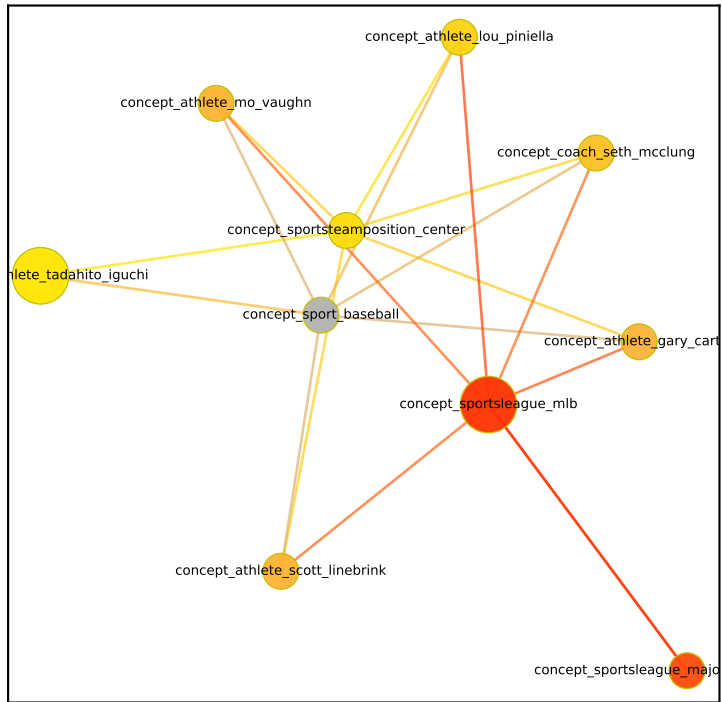 concept_athlete_lou_piniella
concept_athlete_mo_vaughn
concept_coach_seth_mcclung
concept_sportsteamposition_center
hlete_tadahito_iguchi
concept_sport_baseball
concept_athlete_gary_cart
concept_sportsleague_mlb
concept_athlete_scott_linebrink
concept_sportsleague_majo